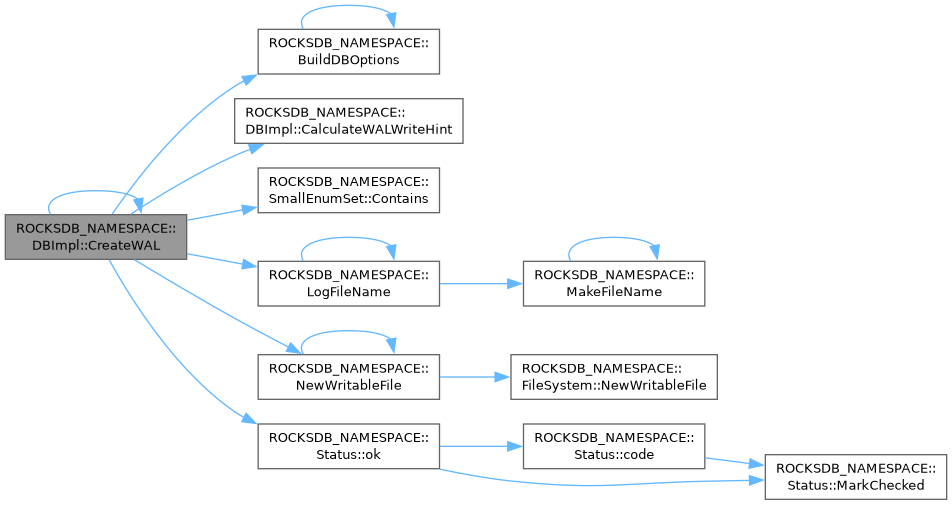 ROCKSDB_NAMESPACE::
BuildDBOptions
ROCKSDB_NAMESPACE::
DBImpl::CalculateWALWriteHint
ROCKSDB_NAMESPACE::
SmallEnumSet::Contains
ROCKSDB_NAMESPACE::
DBImpl::CreateWAL
ROCKSDB_NAMESPACE::
LogFileName
ROCKSDB_NAMESPACE::
MakeFileName
ROCKSDB_NAMESPACE::
NewWritableFile
ROCKSDB_NAMESPACE::
FileSystem::NewWritableFile
ROCKSDB_NAMESPACE::
Status::ok
ROCKSDB_NAMESPACE::
Status::code
ROCKSDB_NAMESPACE::
Status::MarkChecked